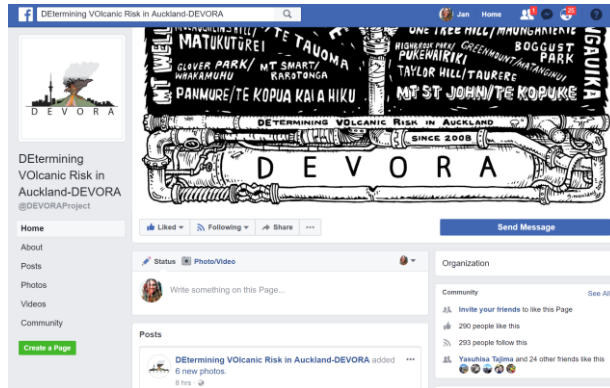 DEtermining VOlcanic Risk in Auckland-DEVORA
Jan
Home
1
25
DEVORA
DEtermining
VOlcanic Risk in
Auckland-DEVORA
@DEVORAProject
Home
About
Posts
Photos
Videos
Community
Create a Page
MT WELL
MATUKUTŪREI
TE TAUOMA
GLOVER PARK/
WHAKAMUHU
MT SMART/
RAROTONGA
PANMURE/TE KOPUA KAI A HIKU
ONE TREE HILL/MAUNGAKIEKIE
PUKEWAIRIKI
GREENMOUNT/MATANGINUI
BOGGUST
PARK
TAYLOR HILL/TAURERE
MT ST JOHN/TE KOPUKE
DETERMINING VOLCANIC RISK IN AUCKLAND
SINCE 2008
DEVORA
Liked
Following
Share
Send Message
Status
Photo/Video
Write something on this Page...
Posts
DEtermining VOlcanic Risk in Auckland-DEVORA added
6 new photos.
8 hrs
Organization
Community
See All
Invite your friends to like this Page
290 people like this
293 people follow this
Yasuhisa Tajima and 24 other friends like this